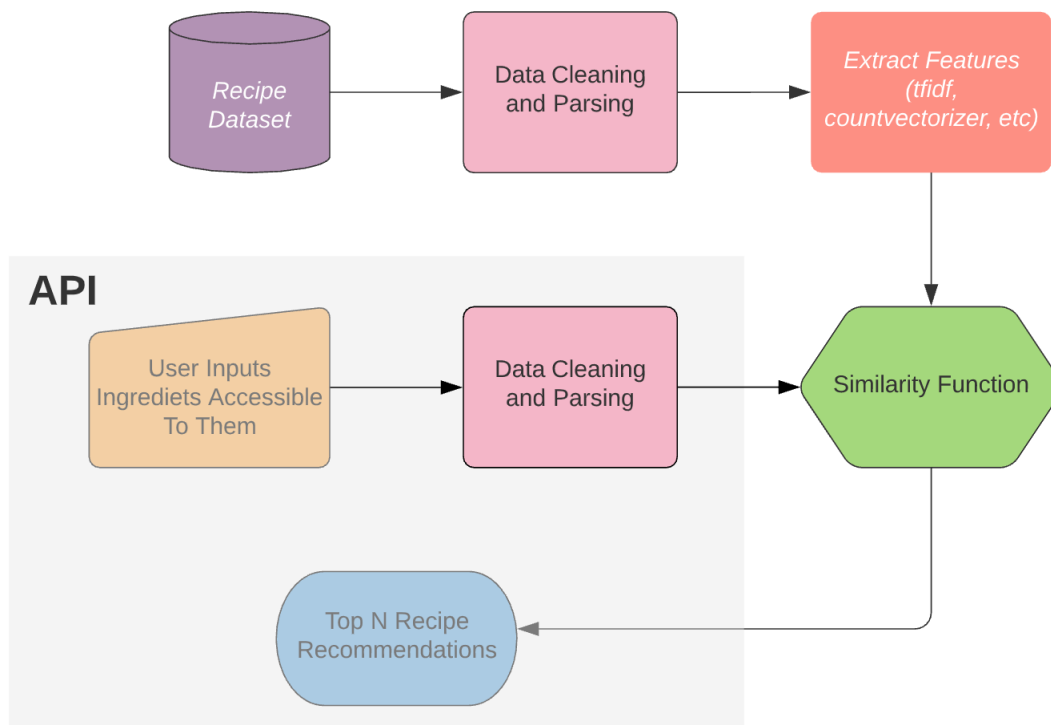 Recipe
Dataset
Data Cleaning
and Parsing
Extract Features
(tfidf,
countvectorizer, etc)
API
User Inputs
Ingrediets Accessible
To Them
Data Cleaning
and Parsing
Similarity Function
Top N Recipe
Recommendations